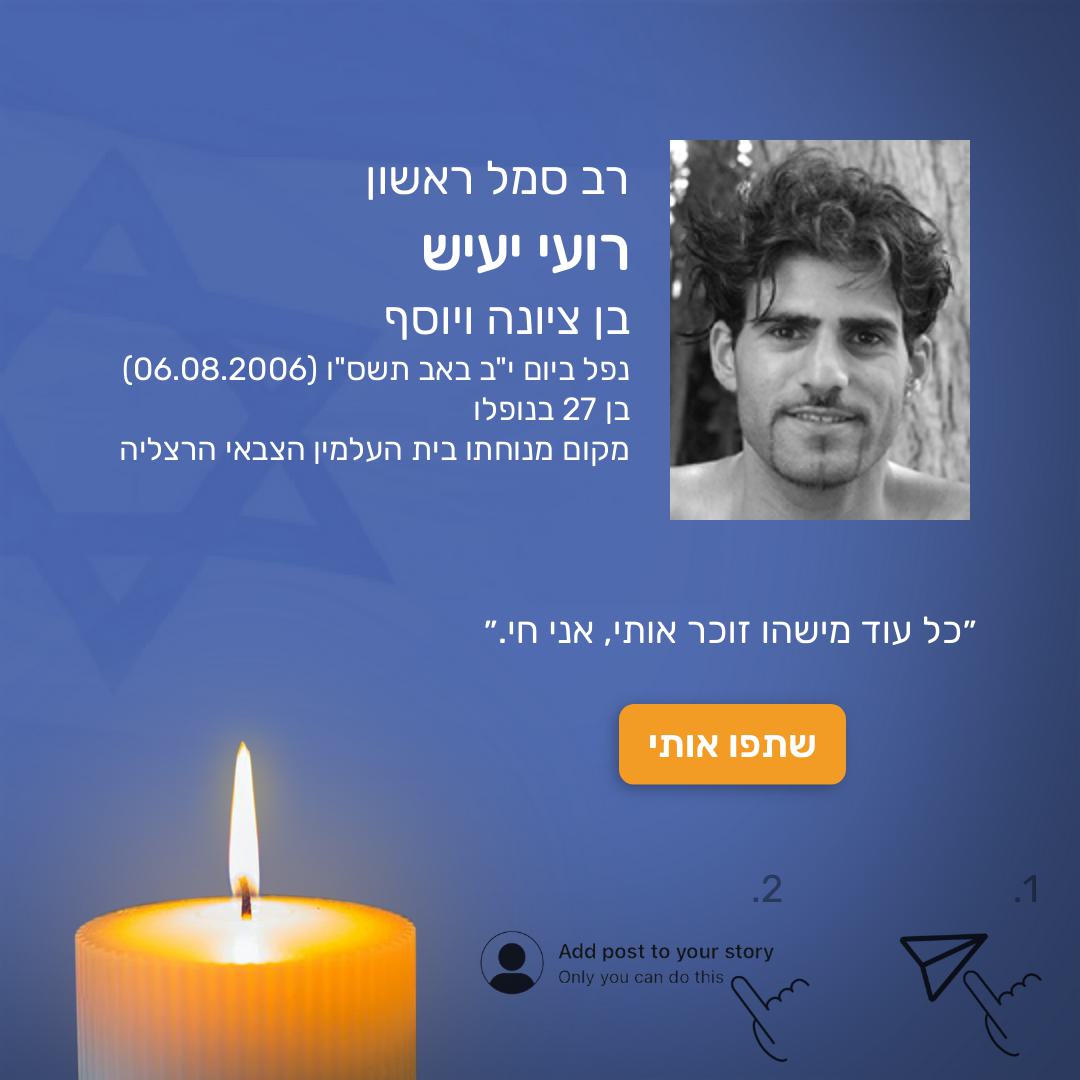 רב סמל ראשון
רועי יעיש
בן ציונה ויוסף
נפל ביום י"ב באב תשס"ו (06.08.2006)
בן 27 בנופלו
מקום מנוחתו בית העלמין הצבאי הרצליה
״כל עוד מישהו זוכר אותי, אני חי.״
שתפו אותי
1.
2.
Add post to your story
Only you can do this